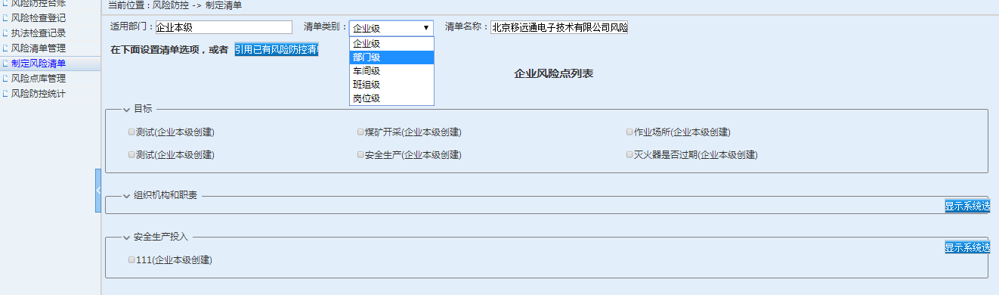 风险防控台账
风险检查登记
执法检查记录
风险清单管理
制定风险清单
风险点库管理
风险防控统计
当前位置：风险防控 -> 制定清单
适用部门： 企业本级 清单类别： 企业级 清单名称： 北京移远通电子技术有限公司风险
企业级
部门级
车间级
班组级
岗位级
在下面设置清单选项，或者 引用已有风险防控清
企业风险点列表
目标
测试(企业本级创建) 煤矿开采(企业本级创建) 作业场所(企业本级创建)
测试(企业本级创建) 安全生产(企业本级创建) 灭火器是否过期(企业本级创建)
组织机构和职责
显示系统选
安全生产投入
显示系统选
111(企业本级创建)